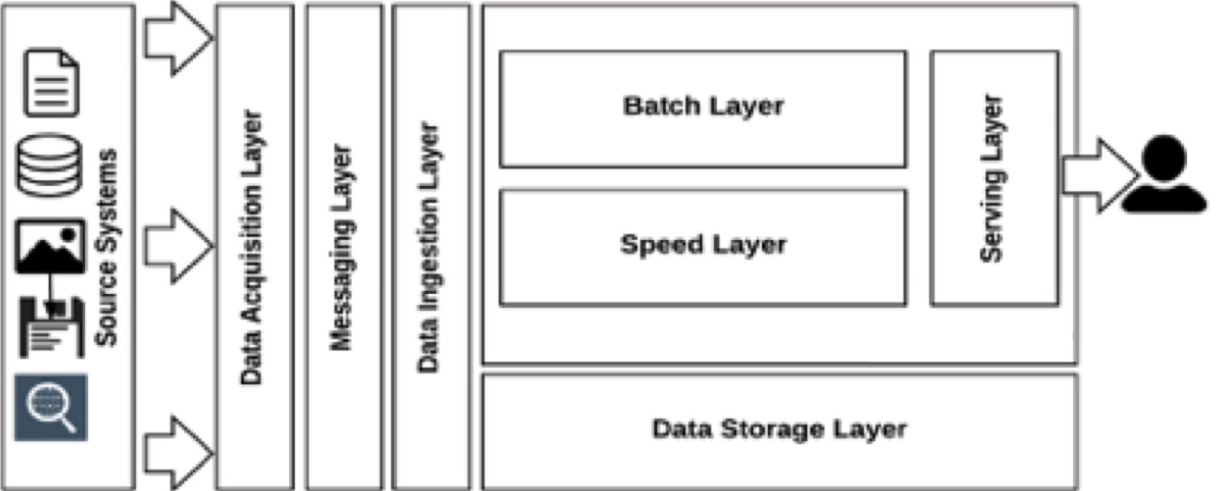 Source Systems
Data Acquisition Layer
Messaging Layer
Data Ingestion Layer
Batch Layer
Speed Layer
Serving Layer
Data Storage Layer